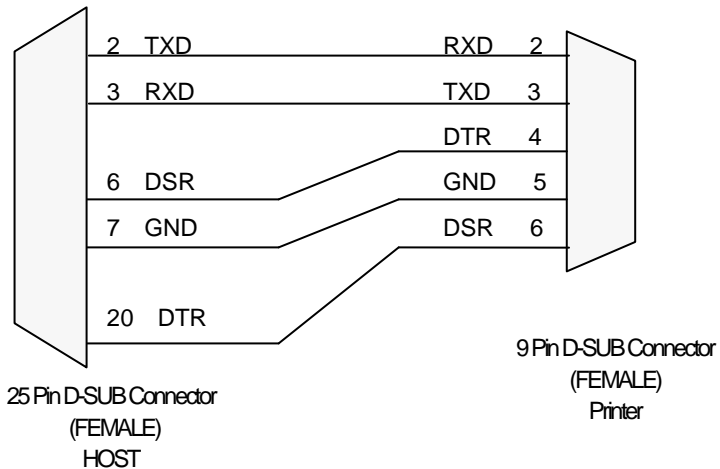 2 TXD RXD 2
3 RXD TXD 3
DTR 4
6 DSR GND 5
7 GND DSR 6
20 DTR
9 Pin D-SUB Connector
(FEMALE)
Printer
25 Pin D-SUB Connector
(FEMALE)
HOST